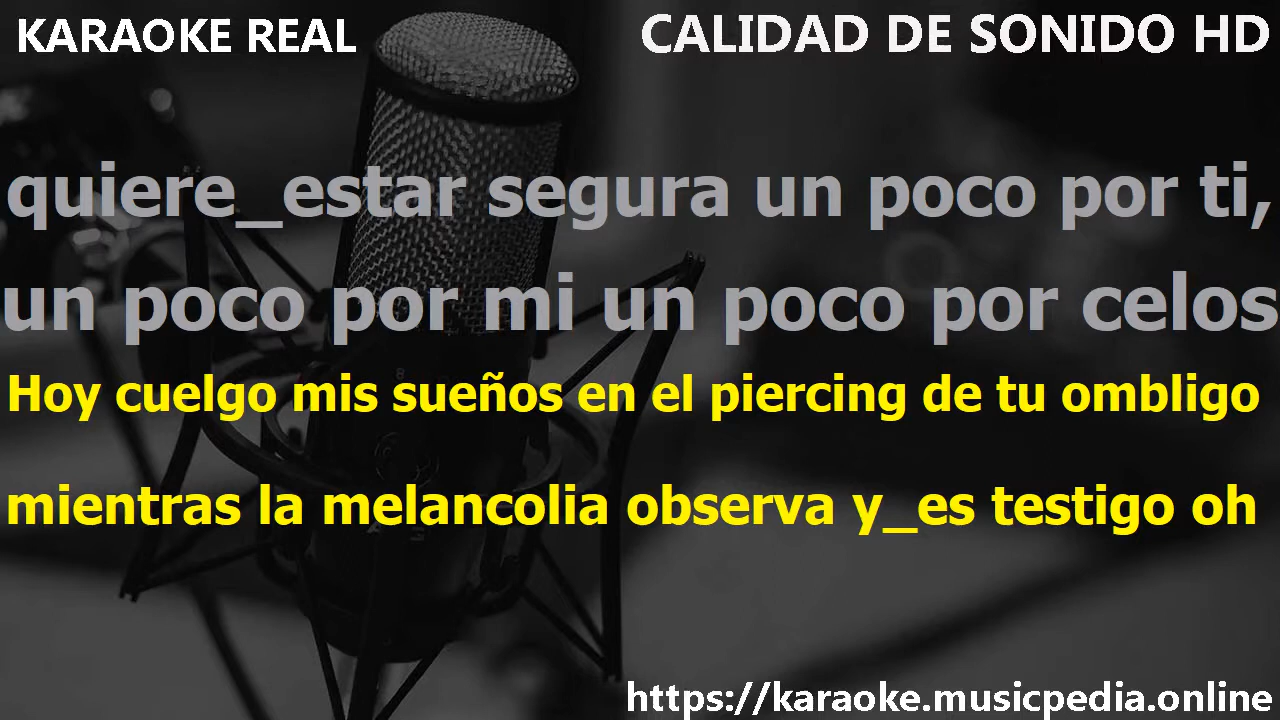 KARAOKE REAL
CALIDAD DE SONIDO HD
quiere_estar segura un poco por ti,
un poco por mi un poco por celos
Hoy cuelgo mis sueños en el piercing de tu ombligo
mientras la melancolia observa y_es testigo oh
https://karaoke.musicpedia.online